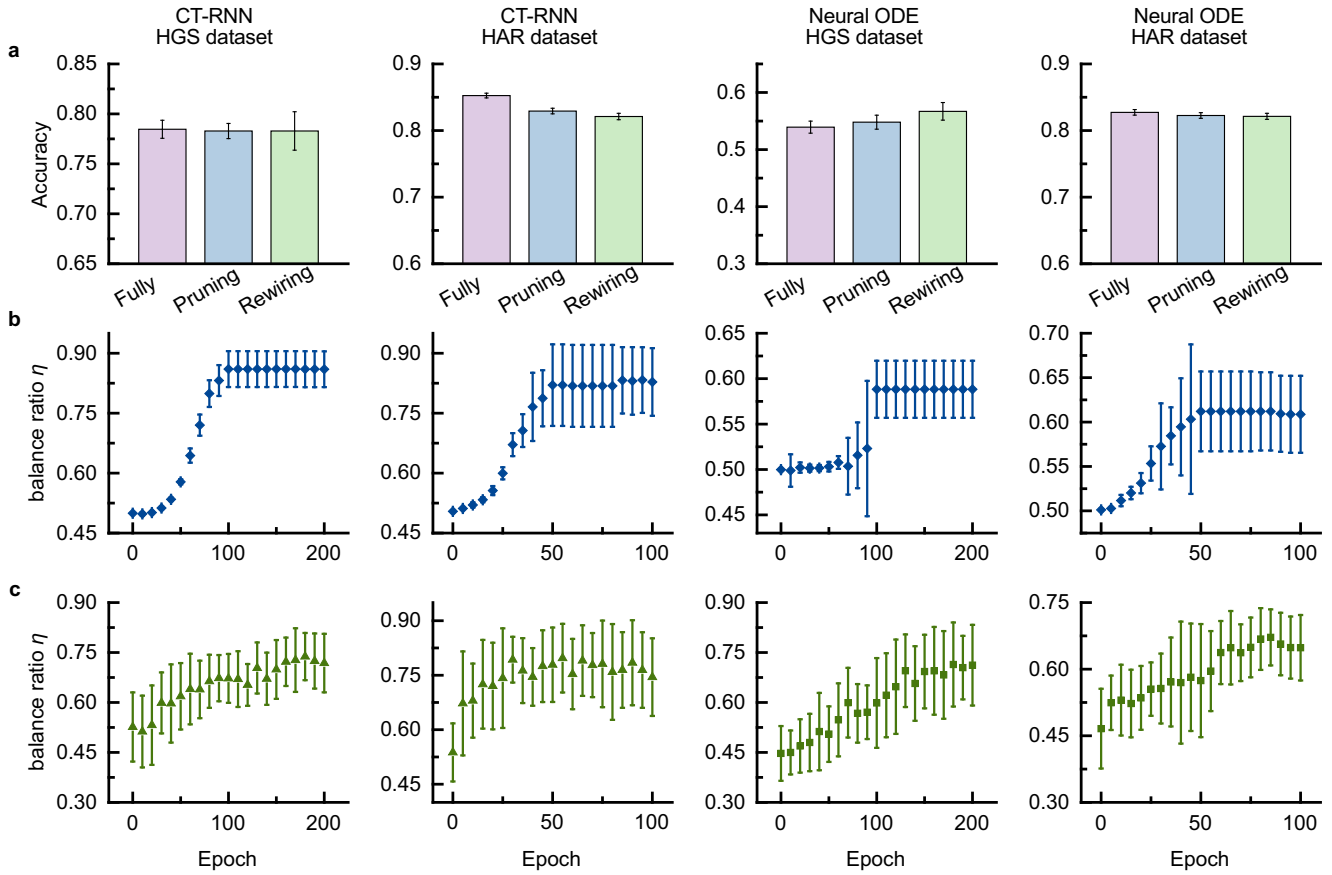 CT-RNN
HGS dataset
CT-RNN
HAR dataset
Neural ODE
HGS dataset
Neural ODE
HAR dataset
a
Accuracy
0.85
0.80
0.75
0.70
0.65
Fully
Pruning
Rewiring
0.9
0.8
0.7
0.6
Fully
Pruning
Rewiring
0.6
0.5
0.4
0.3
Fully
Pruning
Rewiring
0.9
0.8
0.7
0.6
Fully
Pruning
Rewiring
b
balance ratio η
0.90
0.75
0.60
0.45
0 100 200
0.90
0.75
0.60
0.45
0 50 100
0.65
0.60
0.55
0.50
0.45
0 100 200
0.70
0.65
0.60
0.55
0.50
0 50 100
c
balance ratio η
0.90
0.75
0.60
0.45
0.30
0 100 200
Epoch
0.90
0.75
0.60
0.45
0 50 100
Epoch
0.90
0.75
0.60
0.45
0.30
0 100 200
Epoch
0.75
0.60
0.45
0.30
0 50 100
Epoch